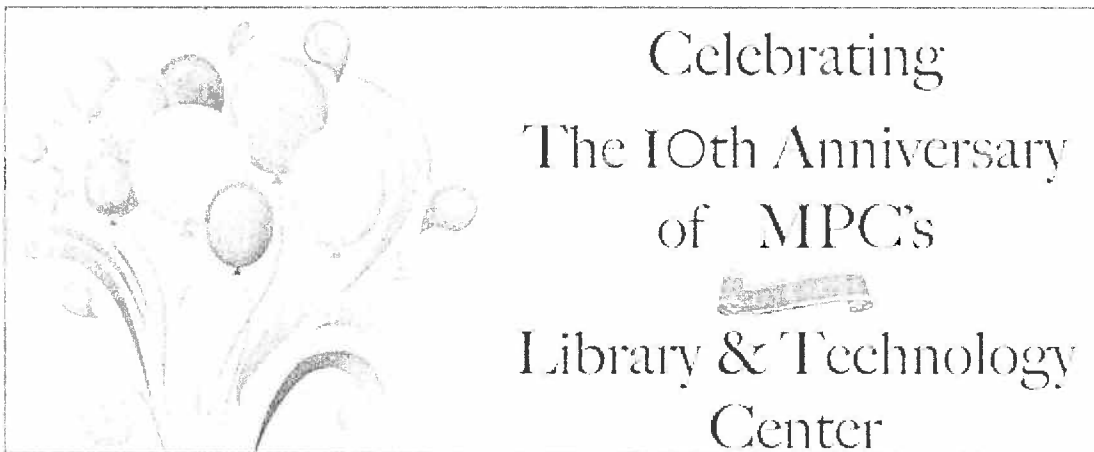 Celebrating
The 10th Anniversary
of MPC's
Library & Technology
Center